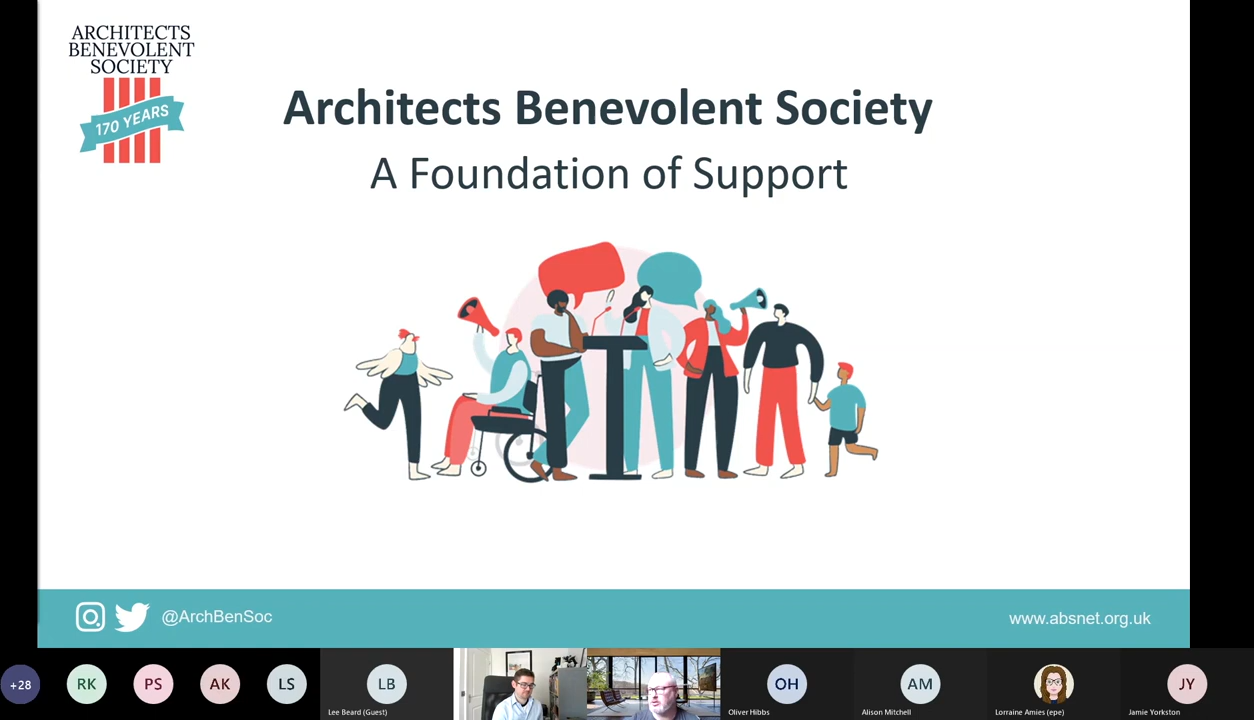 ARCHITECTS
BENEVOLENT
SOCIETY
170 YEARS
Architects Benevolent Society
A Foundation of Support
@ArchBenSoc
www.absnet.org.uk
+28
RK
PS
AK
LS
LB
Lee Beard (Guest)
OH
Oliver Hibbs
AM
Alison Mitchell
Lorraine Amies (epe)
JY
Jamie Yorkston